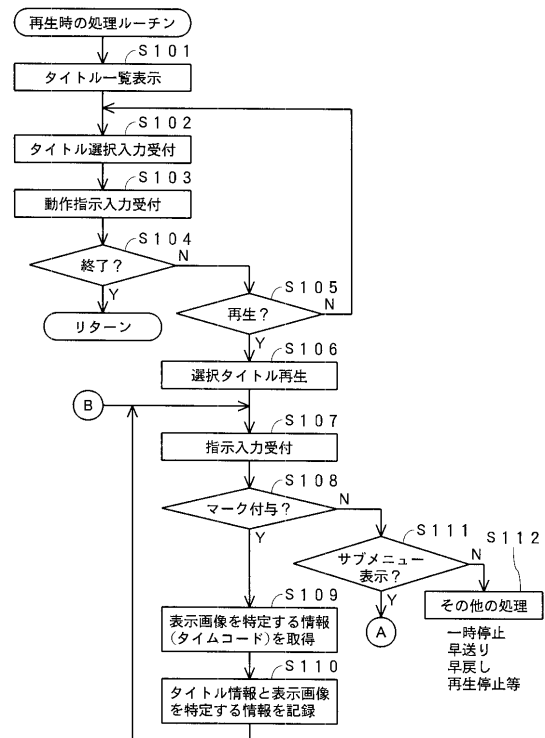 再生時の処理ルーチン
S101
タイトル一覧表示
S102
タイトル選択入力受付
S103
動作指示入力受付
S104
終了？
N
Y
リターン
S105
再生？
N
Y
S106
選択タイトル再生
B
S107
指示入力受付
S108
マーク付与？
N
Y
S111
サブメニュー
表示？
N
Y
A
S112
その他の処理
一時停止
早送り
早戻し
再生停止等
S109
表示画像を特定する情報
(タイムコード)を取得
S110
タイトル情報と表示画像
を特定する情報を記録